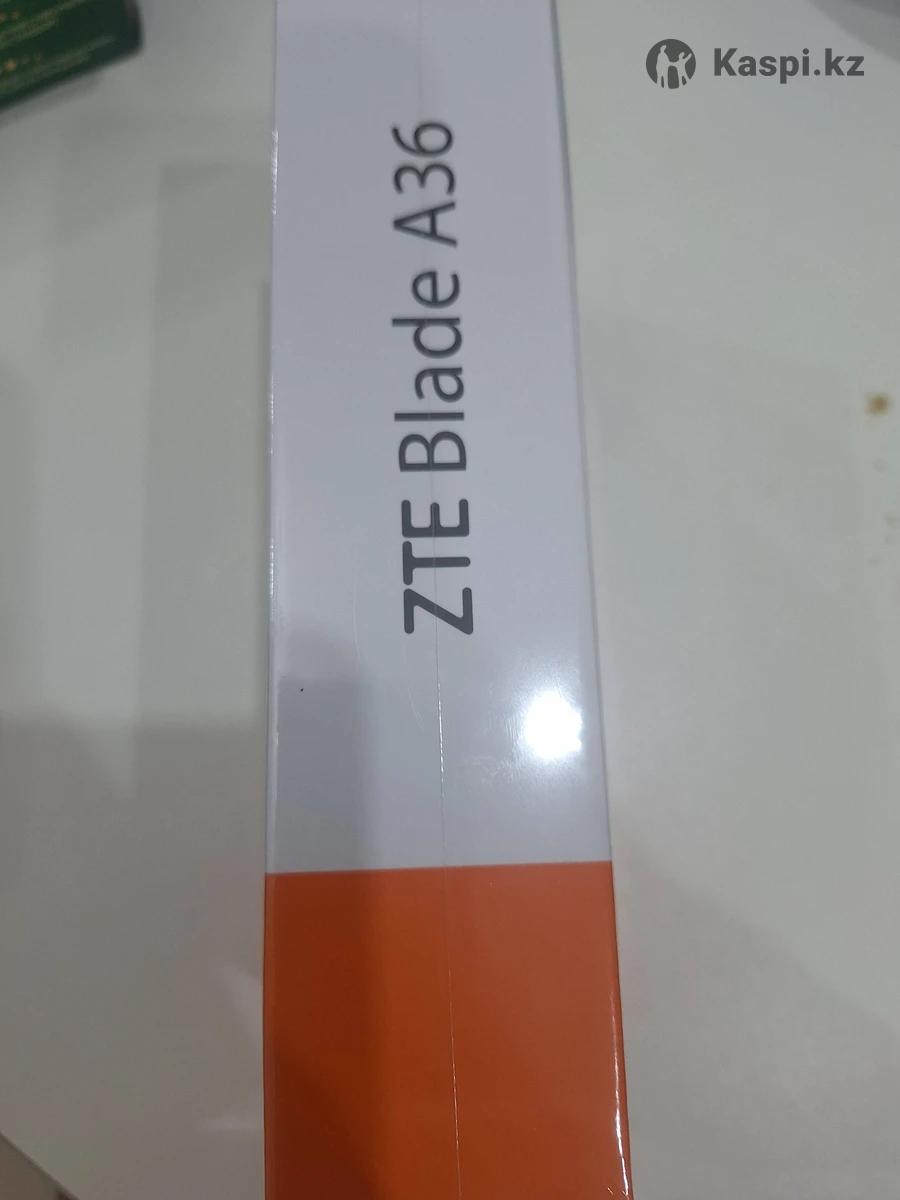 Kaspi.kz
ZTE Blade A36